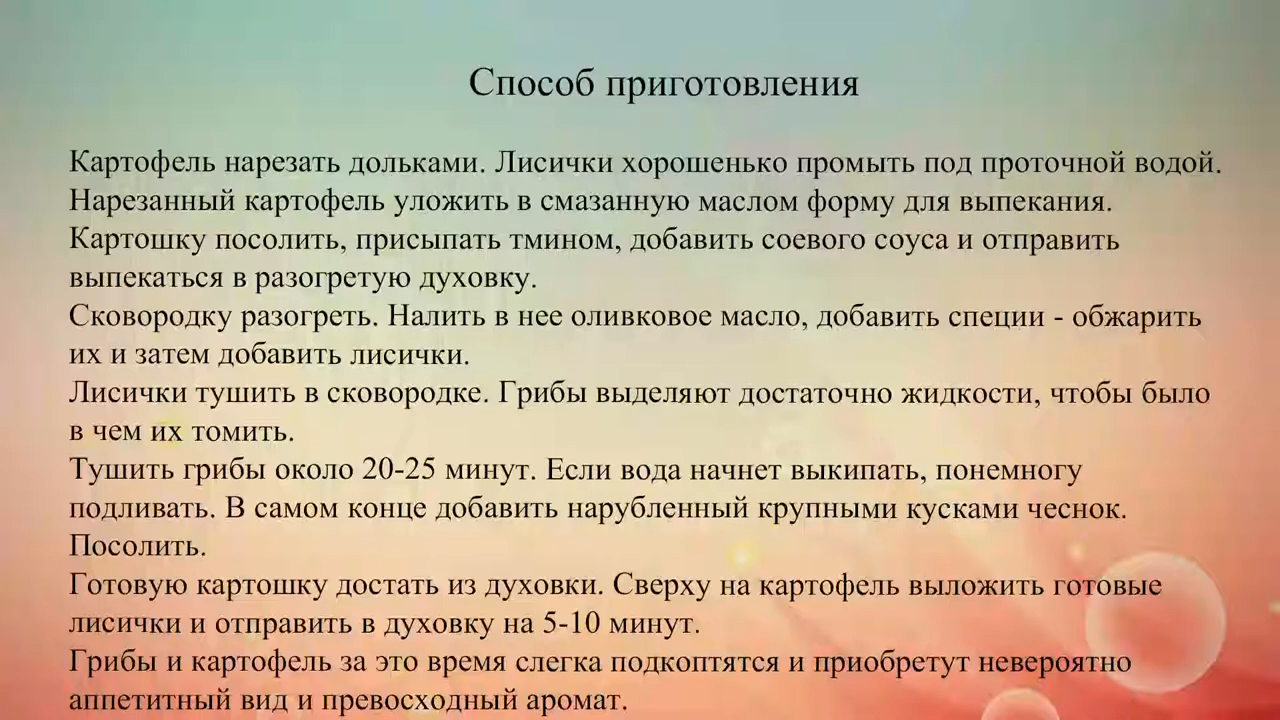 Способ приготовления
Картофель нарезать дольками. Лисички хорошенько промыть под проточной водой.
Нарезанный картофель уложить в смазанную маслом форму для выпекания.
Картошку посолить, присыпать тмином, добавить соевого соуса и отправить
выпекаться в разогретую духовку.
Сковородку разогреть. Налить в нее оливковое масло, добавить специи - обжарить
их и затем добавить лисички.
Лисички тушить в сковородке. Грибы выделяют достаточно жидкости, чтобы было
в чем их томить.
Тушить грибы около 20-25 минут. Если вода начнет выкипать, понемногу
подливать. В самом конце добавить нарубленный крупными кусками чеснок.
Посолить.
Готовую картошку достать из духовки. Сверху на картофель выложить готовые
лисички и отправить в духовку на 5-10 минут.
Грибы и картофель за это время слегка подкоптятся и приобретут невероятно
аппетитный вид и превосходный аромат.